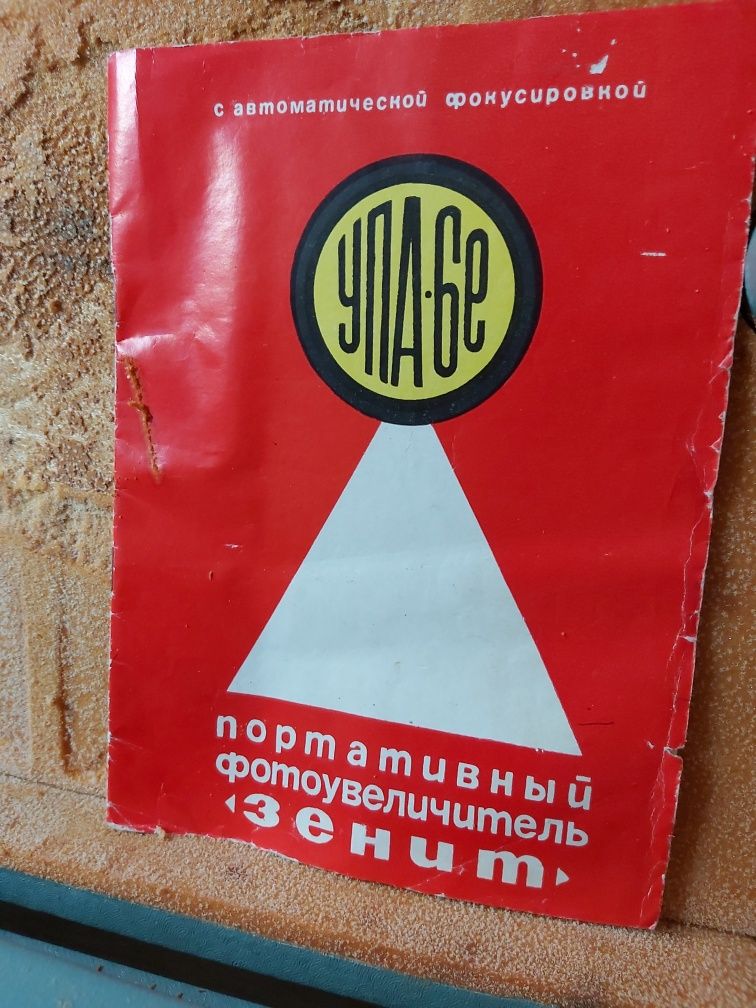 с автоматической фокусировкой
УПА·6е
портативный
фотоувеличитель
‹зенит›